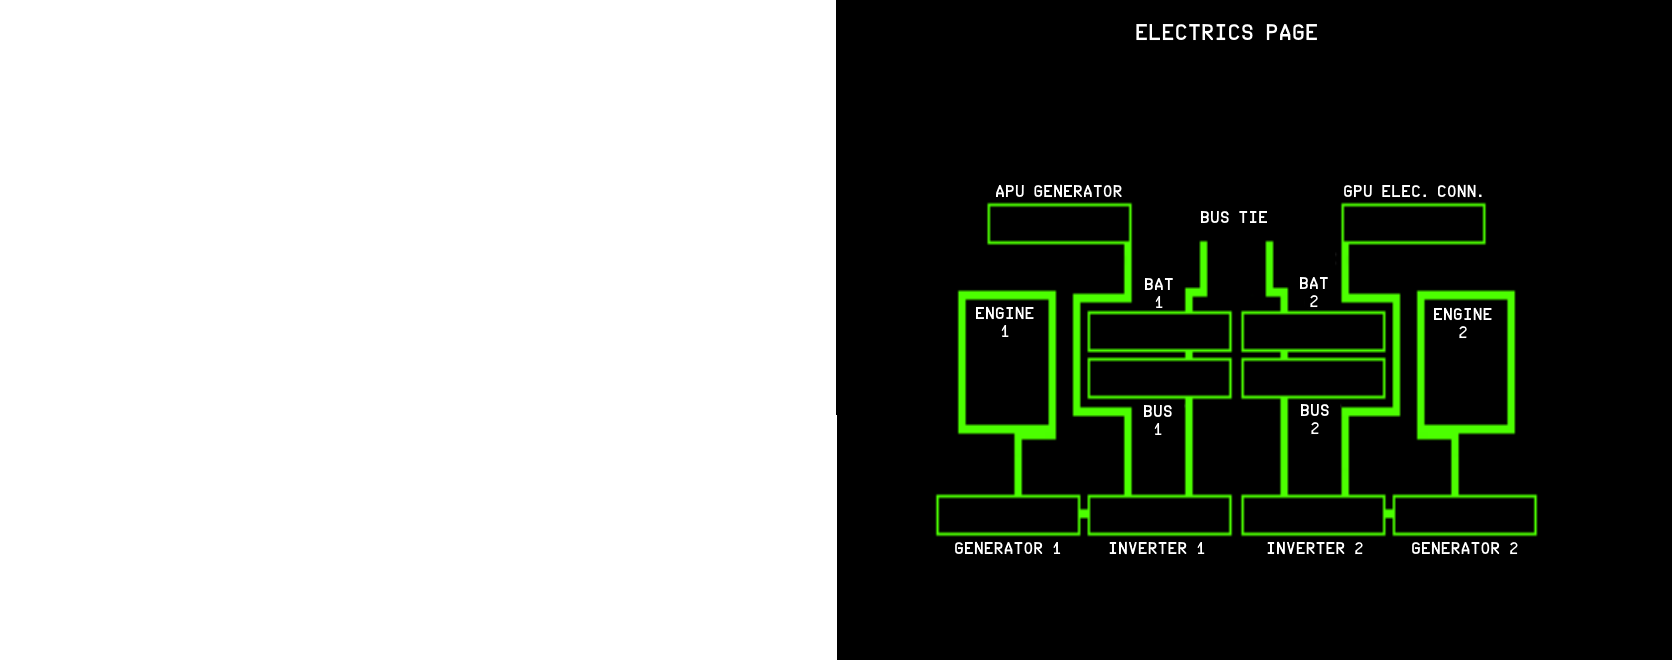 ELECTRICS PAGE
APU GENERATOR
GPU ELEC. CONN.
BUS TIE
BAT
1
BAT
2
ENGINE
1
ENGINE
2
BUS
1
BUS
2
GENERATOR 1
INVERTER 1
INVERTER 2
GENERATOR 2